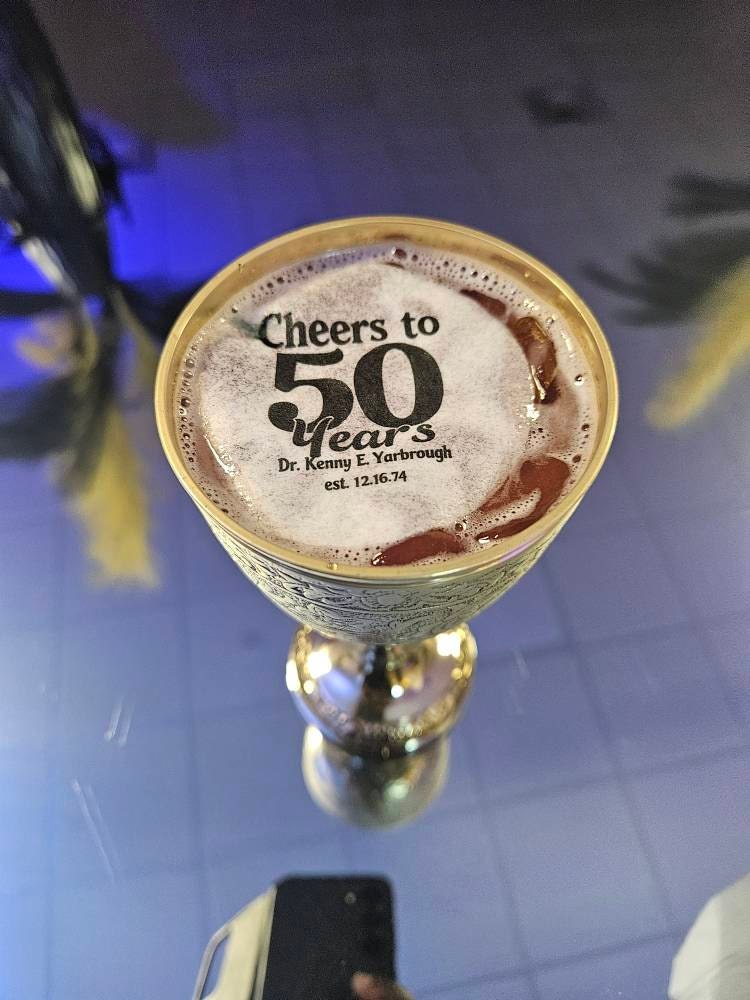 Cheers to
50
Years
Dr. Kenny E. Yarbrough
est. 12.16.74